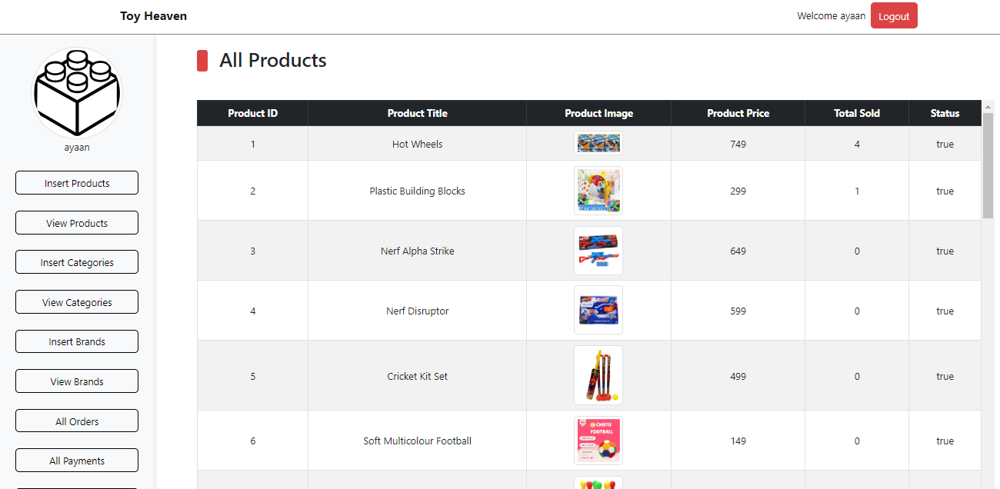 Toy Heaven
Welcome ayaan
Logout
ayaan
Insert Products
View Products
Insert Categories
View Categories
Insert Brands
View Brands
All Orders
All Payments
All Products
Product ID Product Title Product Image Product Price Total Sold Status
1 Hot Wheels 749 4 true
2 Plastic Building Blocks 299 1 true
3 Nerf Alpha Strike 649 0 true
4 Nerf Disruptor 599 0 true
5 Cricket Kit Set 499 0 true
CHOTU
FOOTBALL
6 Soft Multicolour Football 149 0 true